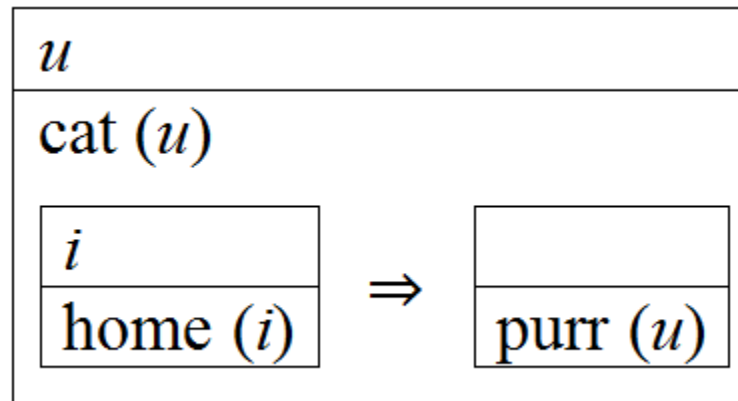 u
cat (u)
i
home (i) ⇒ purr (u)